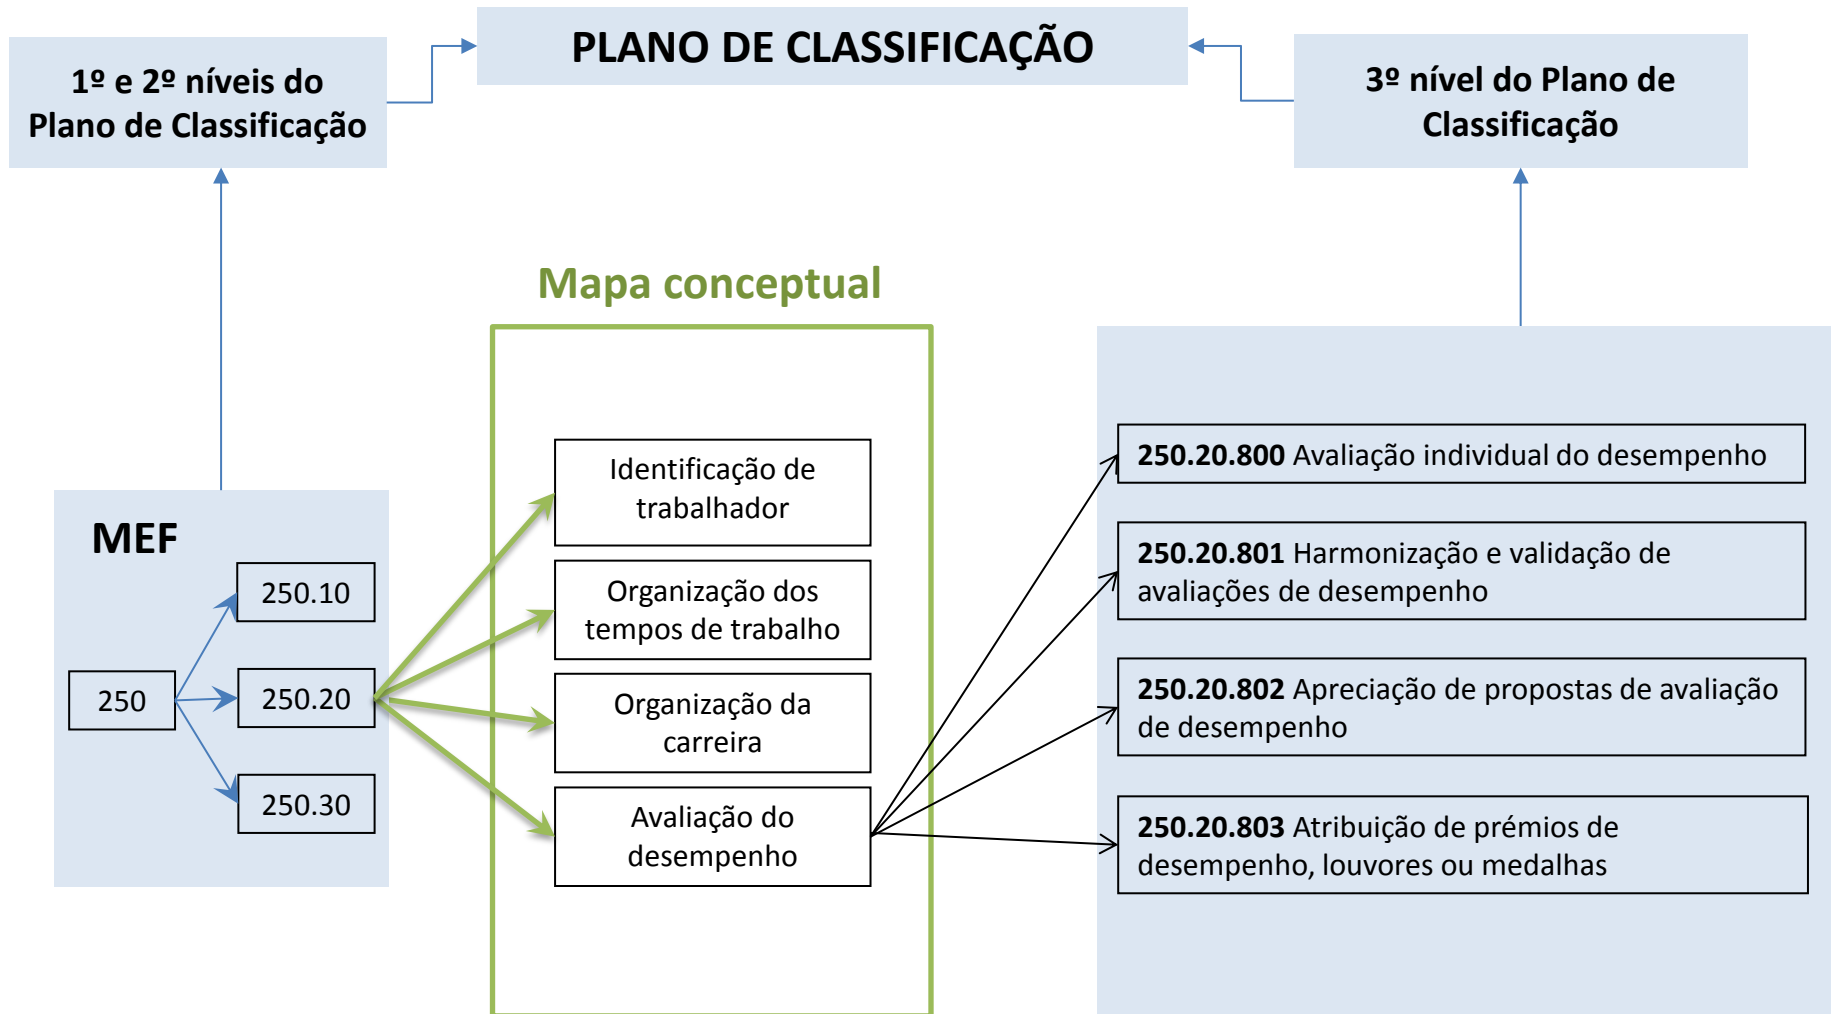 PLANO DE CLASSIFICAÇÃO
1º e 2º níveis do
Plano de Classificação
3º nível do Plano de
Classificação
Mapa conceptual
MEF
250
250.10
250.20
250.30
Identificação de
trabalhador
Organização dos
tempos de trabalho
Organização da
carreira
Avaliação do
desempenho
250.20.800 Avaliação individual do desempenho
250.20.801 Harmonização e validação de
avaliações de desempenho
250.20.802 Apreciação de propostas de avaliação
de desempenho
250.20.803 Atribuição de prémios de
desempenho, louvores ou medalhas